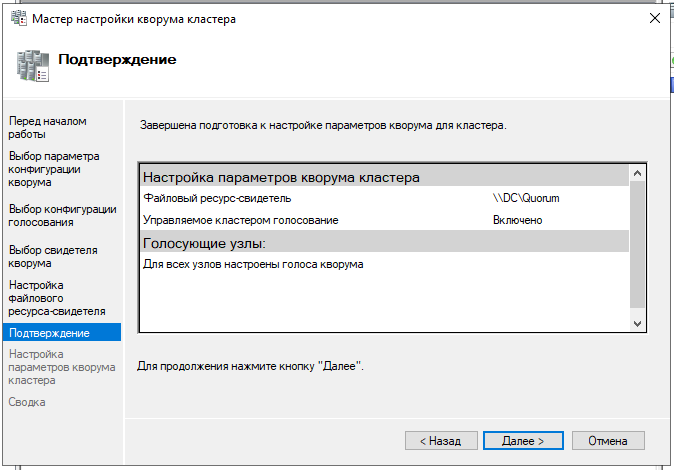 Мастер настройки кворума кластера
Подтверждение
Перед началом
работы
Выбор параметра
конфигурации
кворума
Выбор конфигурации
голосования
Выбор свидетеля
кворума
Настройка
файлового
ресурса-свидетеля
Подтверждение
Настройка
параметров кворума
кластера
Сводка
Завершена подготовка к настройке параметров кворума для кластера.
Настройка параметров кворума кластера
Файловый ресурс-свидетель \\DC\Quorum
Управляемое кластером голосование Включено
Голосующие узлы:
Для всех узлов настроены голоса кворума
Для продолжения нажмите кнопку "Далее".
< Назад Далее > Отмена